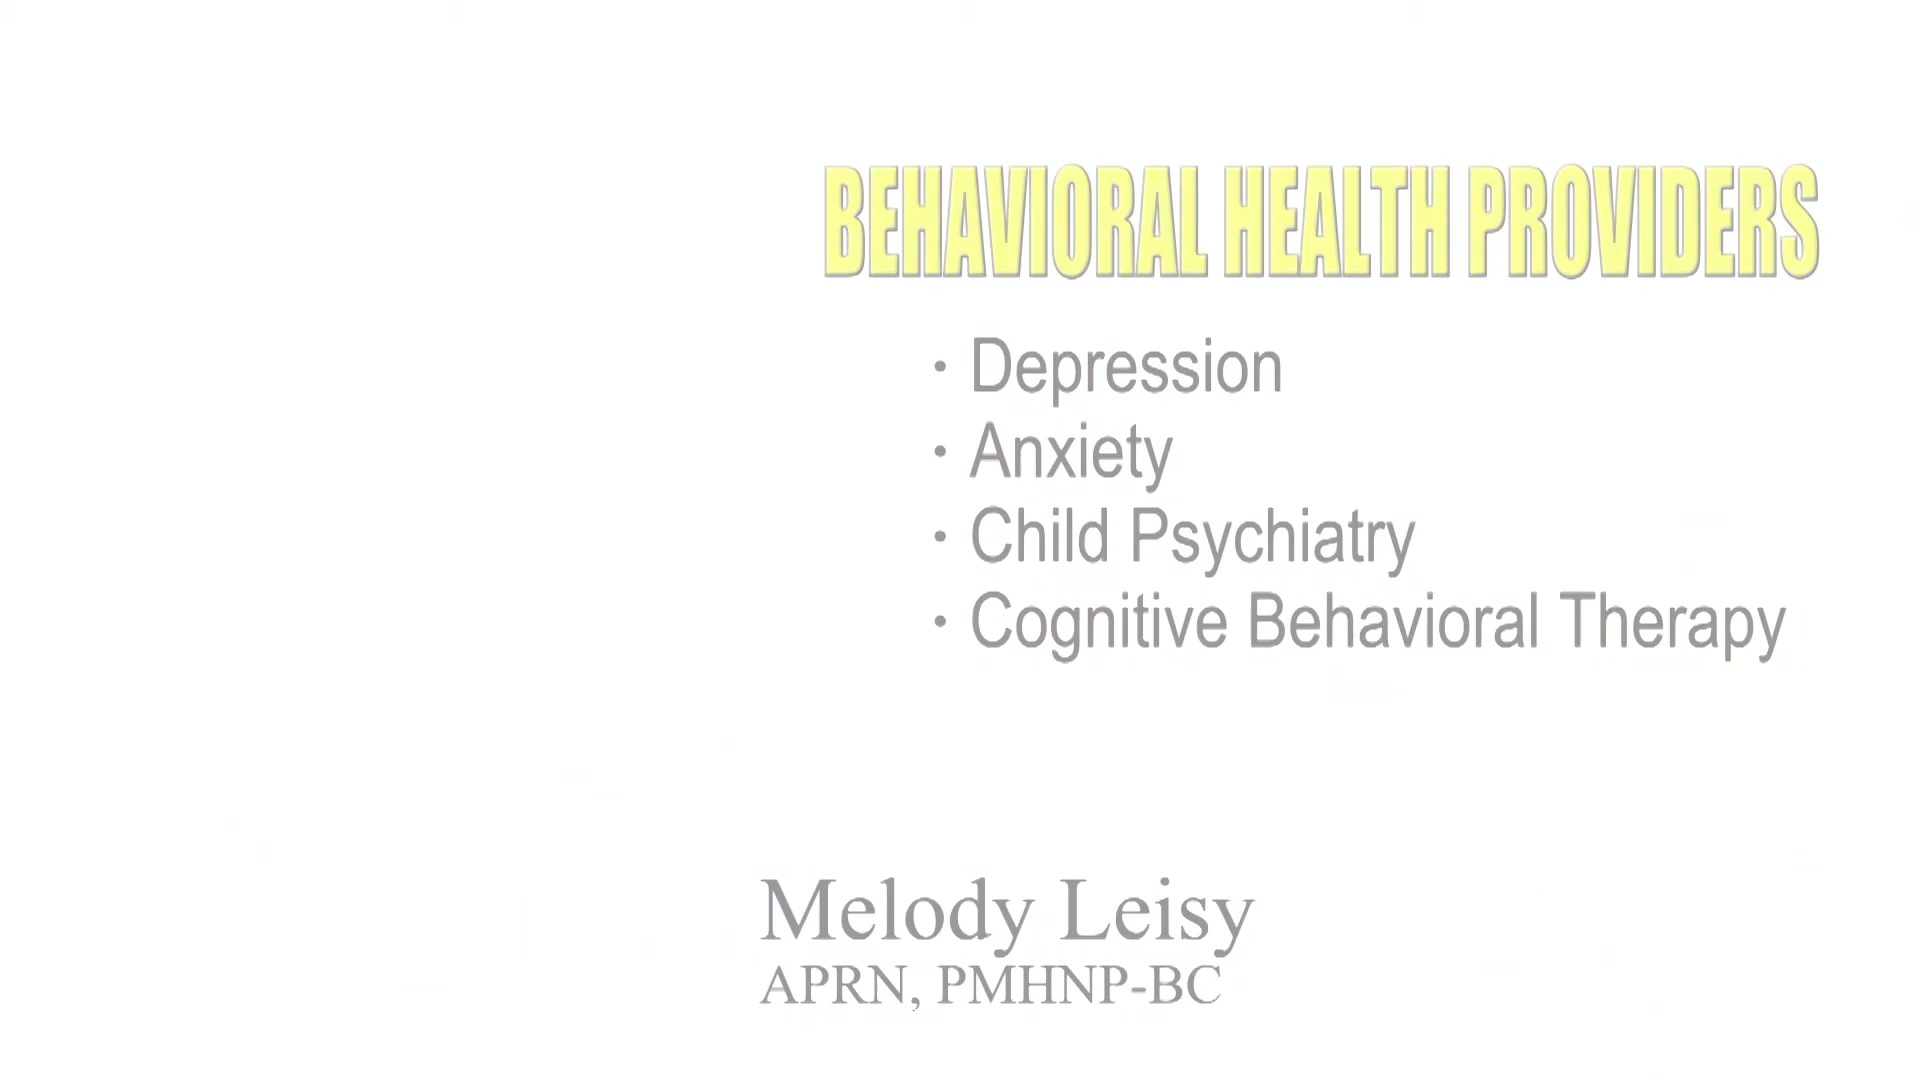 BEHAVIORAL HEALTH PROVIDERS
· Depression
· Anxiety
· Child Psychiatry
· Cognitive Behavioral Therapy
Melody Leisy
APRN, PMHNP-BC